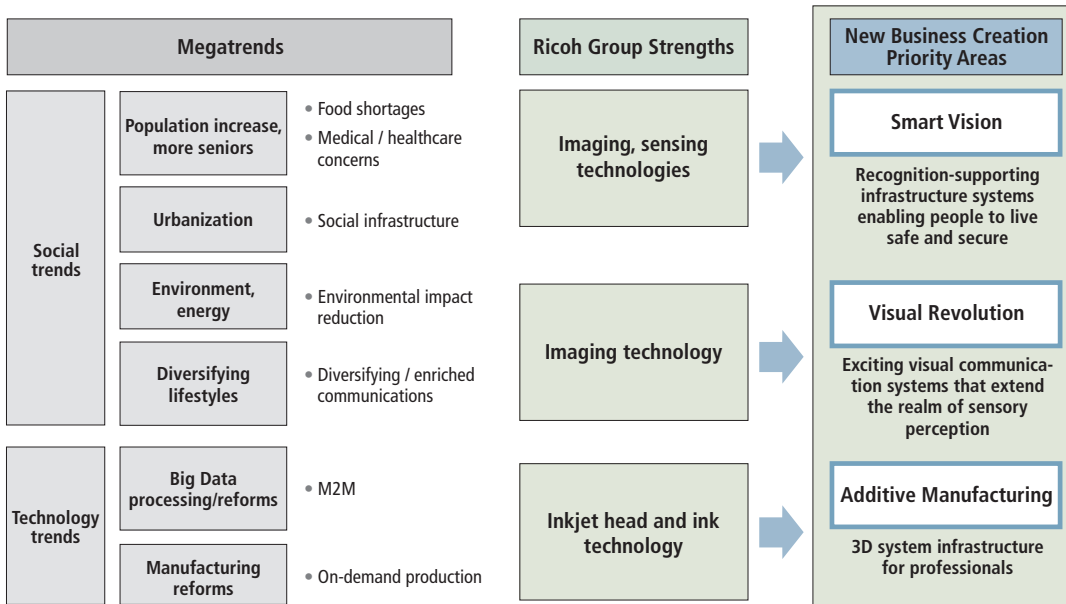 Megatrends
Social
trends
Population increase,
more seniors
• Food shortages
• Medical / healthcare
concerns
Urbanization
• Social infrastructure
Environment,
energy
• Environmental impact
reduction
Diversifying
lifestyles
• Diversifying / enriched
communications
Technology
trends
Big Data
processing/reforms
• M2M
Manufacturing
reforms
• On-demand production
Ricoh Group Strengths
Imaging, sensing
technologies
Imaging technology
Inkjet head and ink
technology
New Business Creation
Priority Areas
Smart Vision
Recognition-supporting
infrastructure systems
enabling people to live
safe and secure
Visual Revolution
Exciting visual communica-
tion systems that extend
the realm of sensory
perception
Additive Manufacturing
3D system infrastructure
for professionals